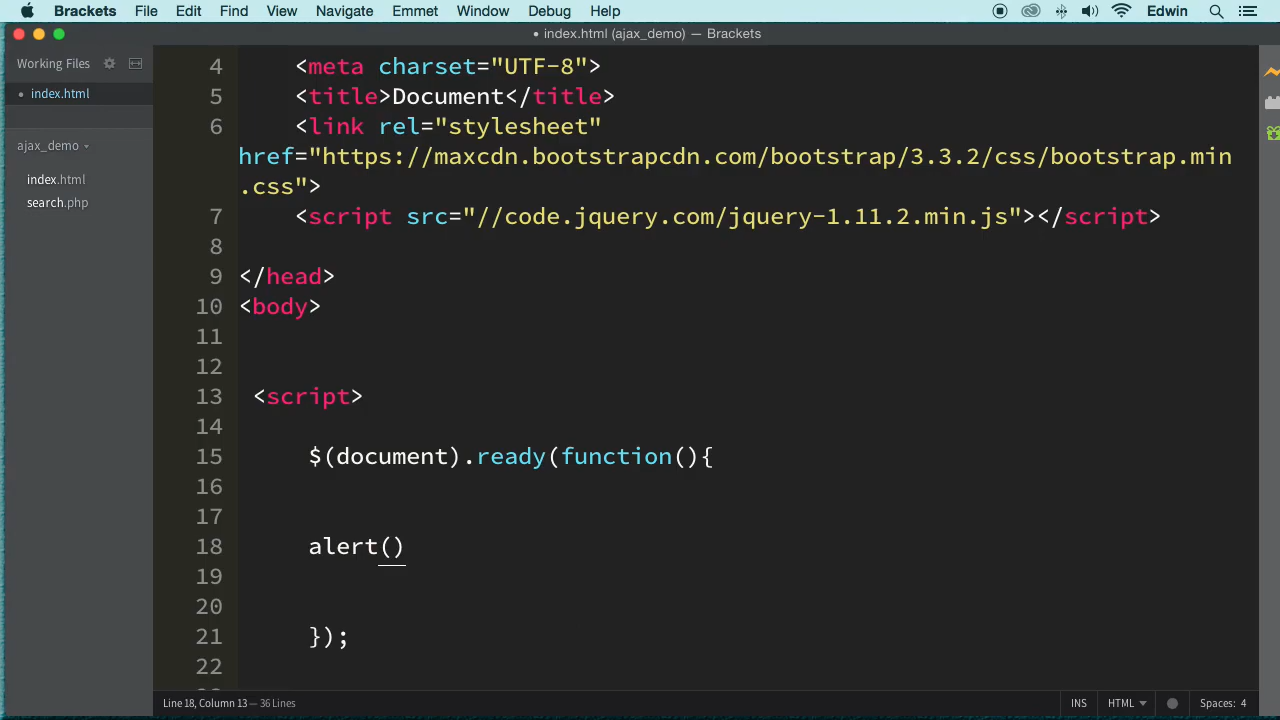 Brackets File Edit Find View Navigate Emmet Window Debug Help Edwin
• index.html (ajax_demo) — Brackets
Working Files
• index.html
ajax_demo
index.html
search.php
4 <meta charset="UTF-8">
5 <title>Document</title>
6 <link rel="stylesheet"
href="https://maxcdn.bootstrapcdn.com/bootstrap/3.3.2/css/bootstrap.min
.css">
7 <script src="//code.jquery.com/jquery-1.11.2.min.js"></script>
8
9 </head>
10 <body>
11
12
13 <script>
14
15 $(document).ready(function(){
16
17
18 alert()
19
20
21 });
22
Line 18, Column 13 — 36 Lines
INS HTML Spaces: 4